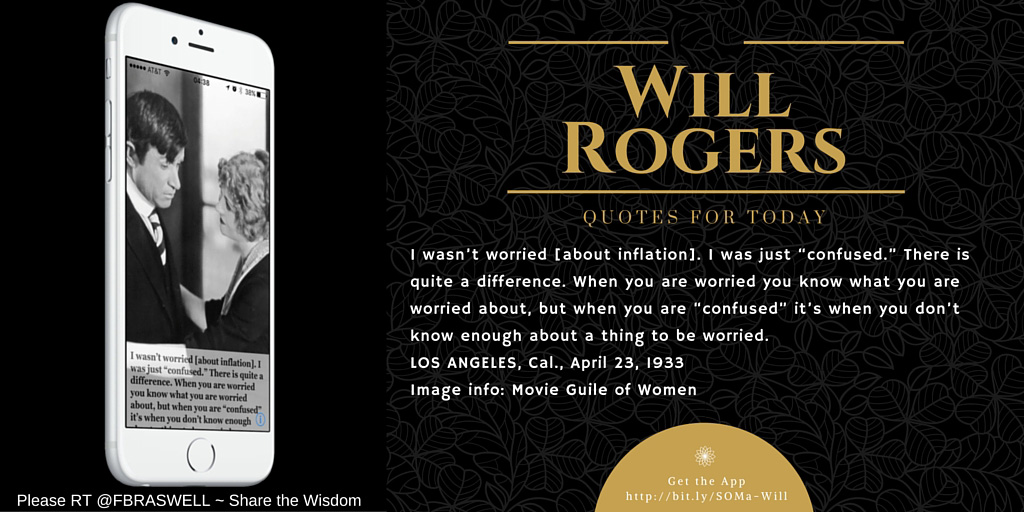 AT&T
04:38
38%
I wasn't worried [about inflation]. I
was just "confused." There is quite a
difference. When you are worried
you know what you are worried
about, but when you are "confused"
it's when you don't know enough
Please RT @FBRASWELL ~ Share the Wisdom
Will
Rogers
QUOTES FOR TODAY
I wasn't worried [about inflation]. I was just "confused." There is
quite a difference. When you are worried you know what you are
worried about, but when you are "confused" it's when you don't
know enough about a thing to be worried.
LOS ANGELES, Cal., April 23, 1933
Image info: Movie Guile of Women
Get the App
http://bit.ly/SOMa-Will